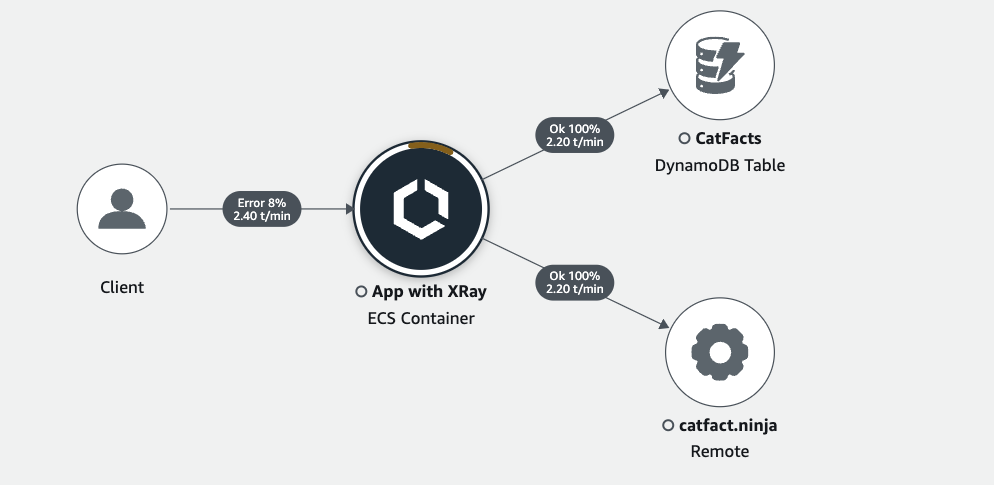 Ok 100%
2.20 t/min
CatFacts
DynamoDB Table
Error 8%
2.40 t/min
Client
App with XRay
ECS Container
Ok 100%
2.20 t/min
catfact.ninja
Remote